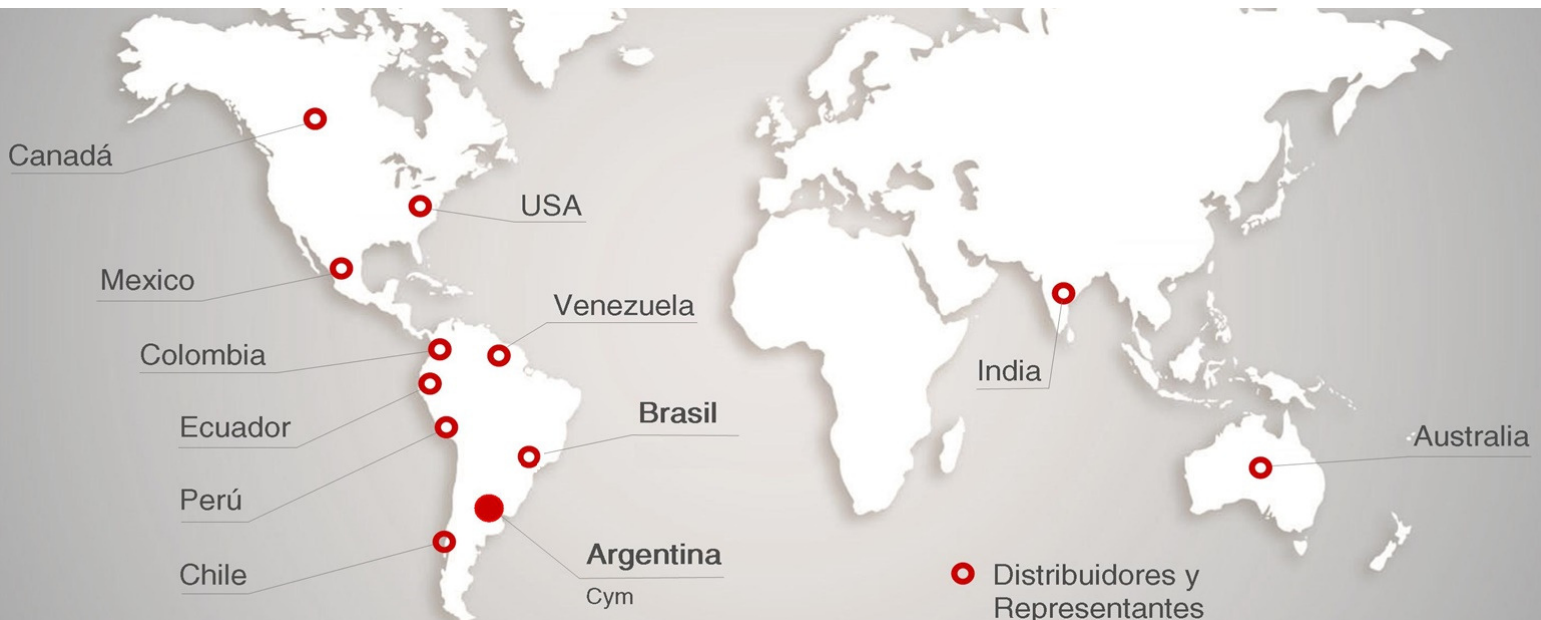 Canadá
USA
Mexico
Venezuela
Colombia
India
Brasil
Ecuador
Australia
Perú
Argentina
Cym
Chile
Distribuidores y
Representantes